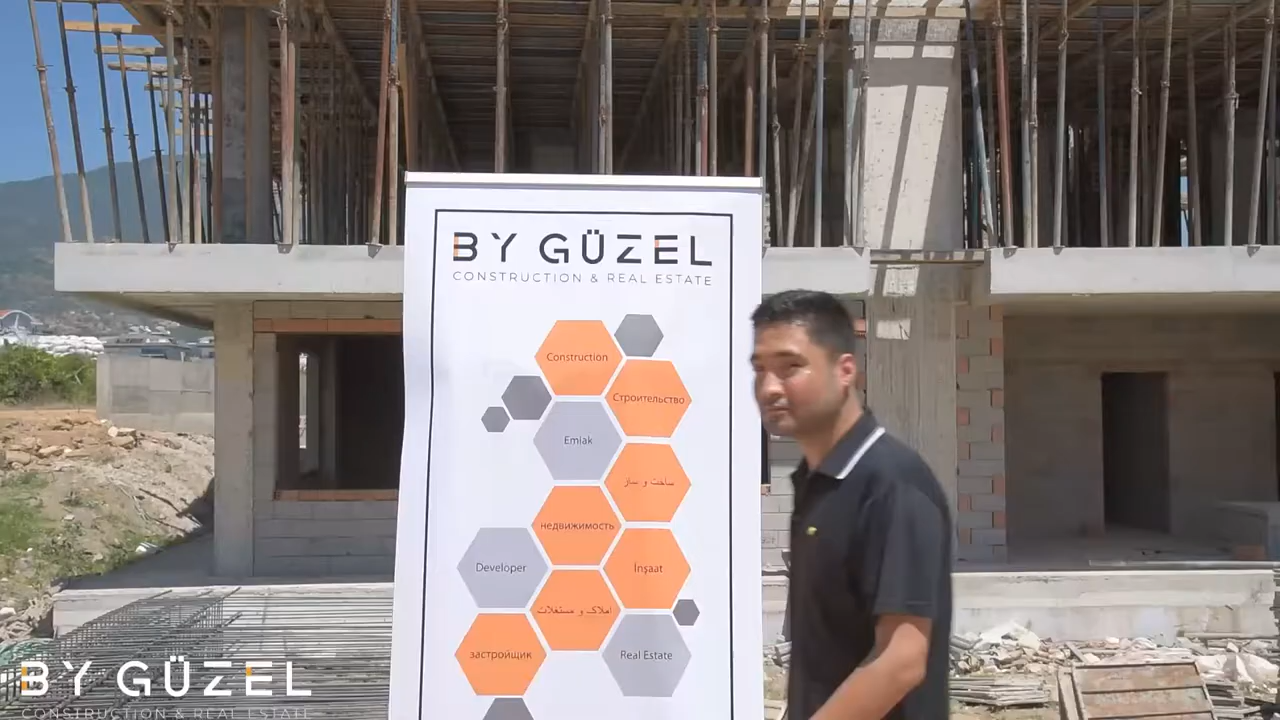 BY GÜZEL
CONSTRUCTION & REAL ESTATE
Construction
Строительство
Emlak
ساخت و ساز
недвижимость
Developer
İnşaat
املاک و مستغلات
застройщик
Real Estate
BY GÜZEL
CONSTRUCTION & REAL ESTATE